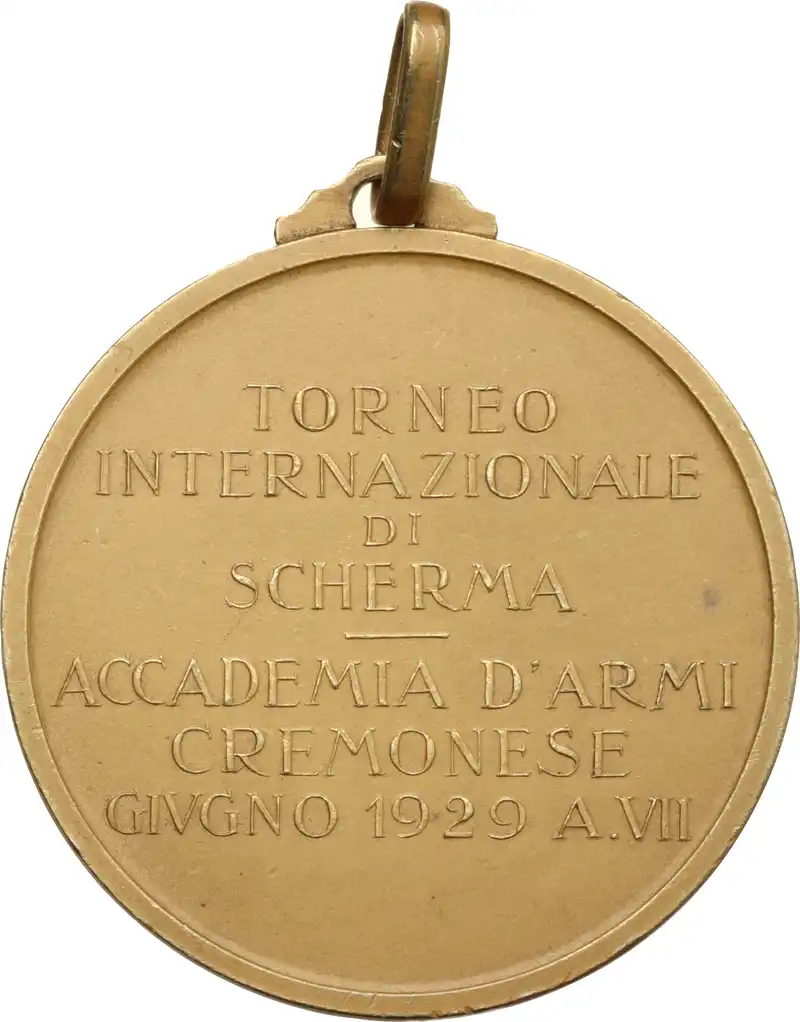 TORNEO
INTERNAZIONALE
DI
SCHERMA
ACCADEMIA D'ARMI
CREMONESE
GIVGNO 1929 A.VII